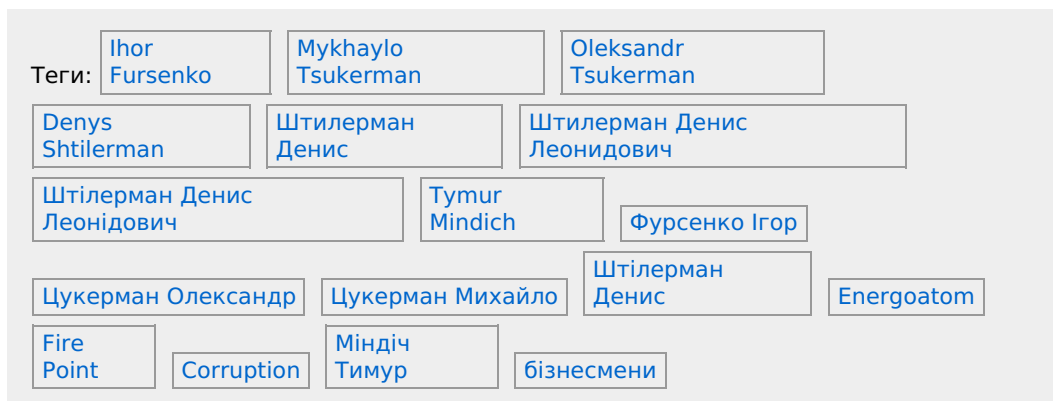 Теги: Ihor
Fursenko
Mykhaylo
Tsukerman
Oleksandr
Tsukerman
Denys
Shtilerman
Штилерман
Денис
Штилерман Денис
Леонидович
Штілерман Денис
Леонідович
Tymur
Mindich
Фурсенко Ігор
Цукерман Олександр
Цукерман Михайло
Штілерман
Денис
Energoatom
Fire
Point
Corruption
Міндіч
Тимур
бізнесмени